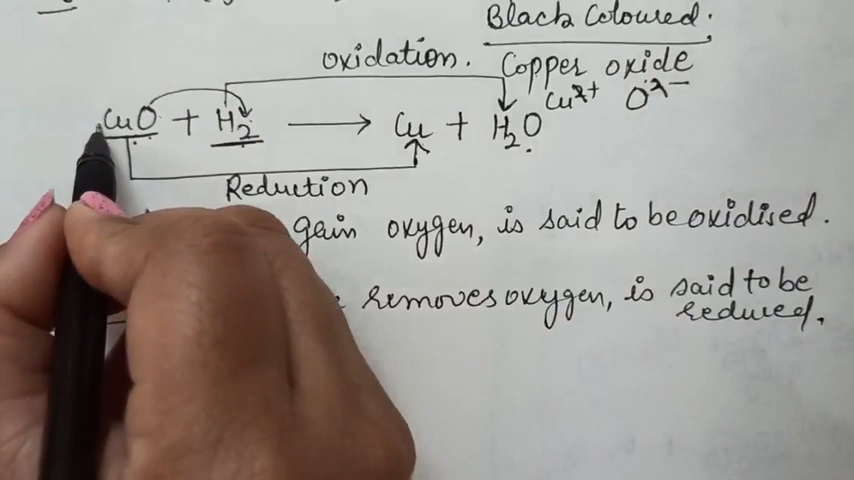 Black Coloured.
oxidation. Copper oxide
Cu²⁺ O²⁻
CuO + H₂ ⟶ Cu + H₂O
Reduction
gain oxygen, is said to be oxidised.
removes oxygen, is said to be
reduced.